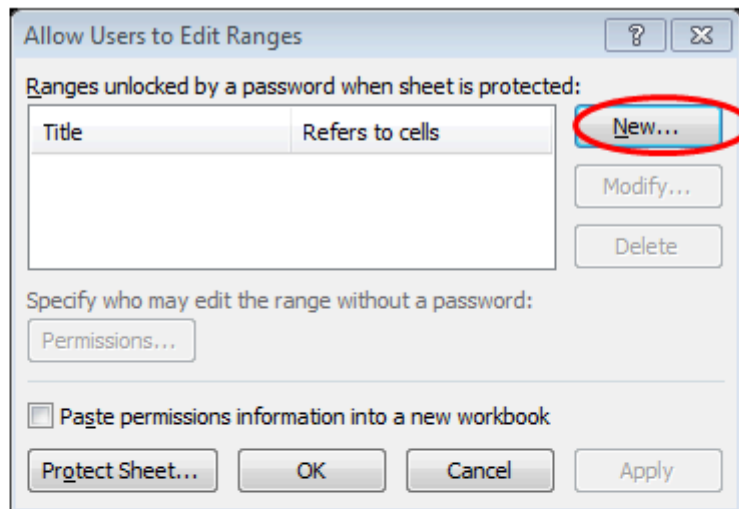 Allow Users to Edit Ranges
Ranges unlocked by a password when sheet is protected:
Title Refers to cells
New...
Modify...
Delete
Specify who may edit the range without a password:
Permissions...
Paste permissions information into a new workbook
Protect Sheet... OK Cancel Apply